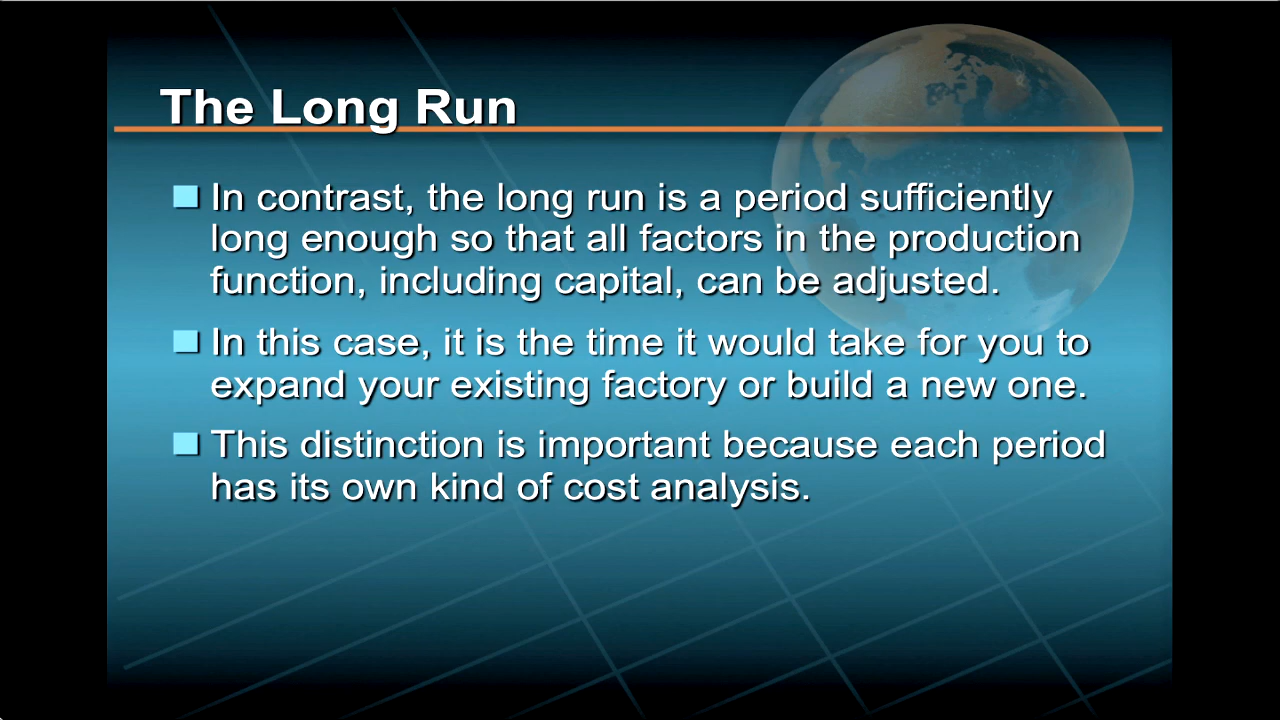 The Long Run
In contrast, the long run is a period sufficiently
long enough so that all factors in the production
function, including capital, can be adjusted.
In this case, it is the time it would take for you to
expand your existing factory or build a new one.
This distinction is important because each period
has its own kind of cost analysis.